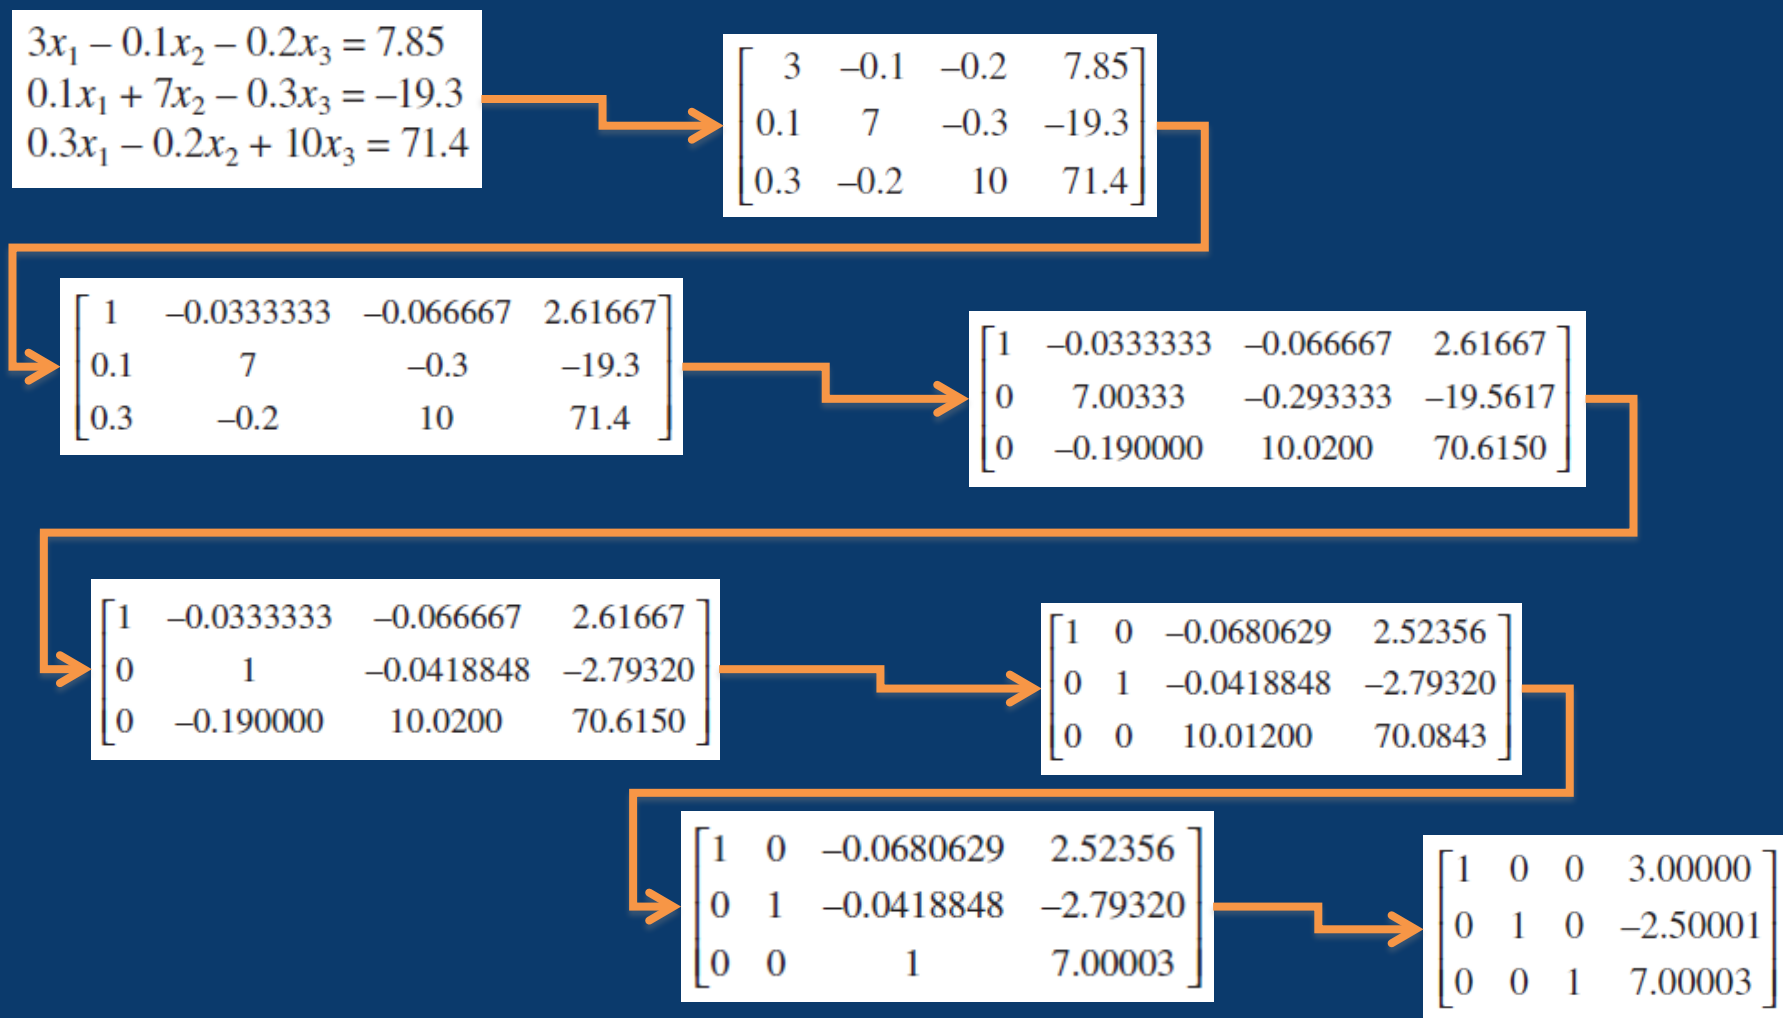 3x₁ – 0.1x₂ – 0.2x₃ = 7.85
0.1x₁ + 7x₂ – 0.3x₃ = –19.3
0.3x₁ – 0.2x₂ + 10x₃ = 71.4
3 –0.1 –0.2 7.85
0.1 7 –0.3 –19.3
0.3 –0.2 10 71.4
1 –0.0333333 –0.066667 2.61667
0.1 7 –0.3 –19.3
0.3 –0.2 10 71.4
1 –0.0333333 –0.066667 2.61667
0 7.00333 –0.293333 –19.5617
0 –0.190000 10.0200 70.6150
1 –0.0333333 –0.066667 2.61667
0 1 –0.0418848 –2.79320
0 –0.190000 10.0200 70.6150
1 0 –0.0680629 2.52356
0 1 –0.0418848 –2.79320
0 0 10.01200 70.0843
1 0 –0.0680629 2.52356
0 1 –0.0418848 –2.79320
0 0 1 7.00003
1 0 0 3.00000
0 1 0 –2.50001
0 0 1 7.00003